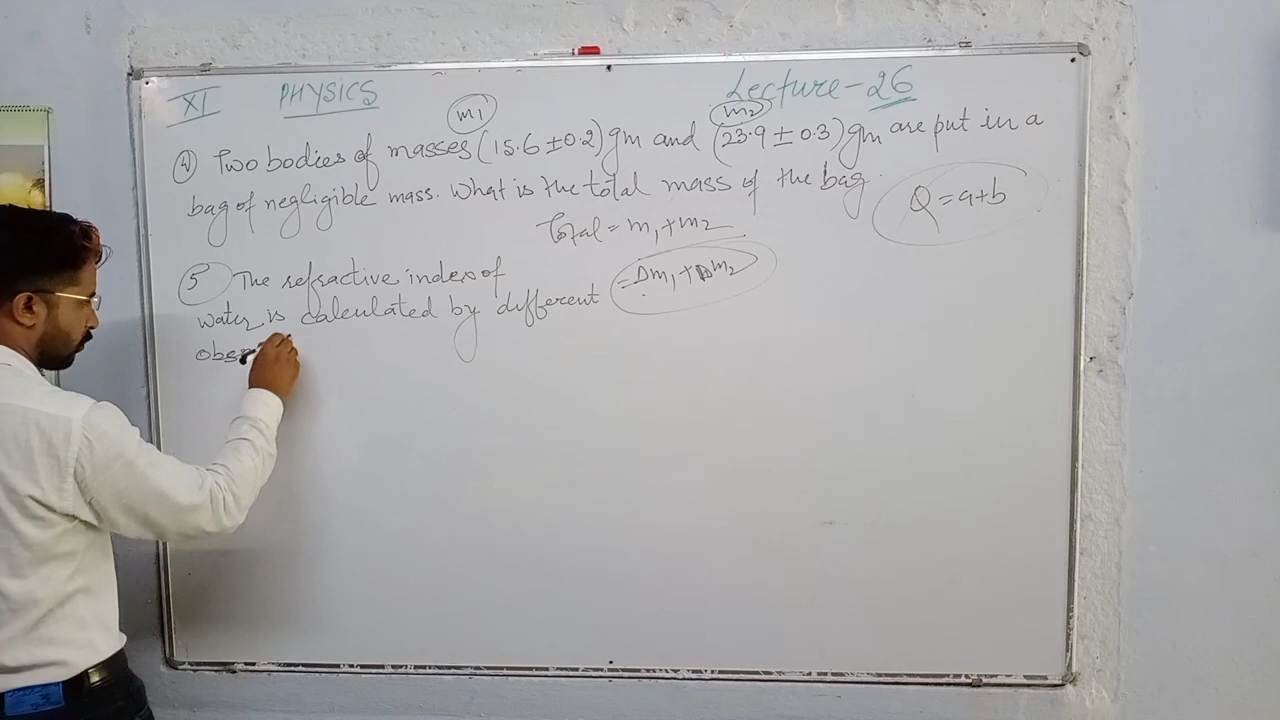 XI PHYSICS Lecture-26
m1 m2
4) Two bodies of masses (15.6 ± 0.2) gm and (23.9 ± 0.3) gm are put in a
bag of negligible mass. What is the total mass of the bag.
Q = a+b
Total = m1+m2
= Δm1 + Δm2
5) The refractive index of
water is calculated by different
obser